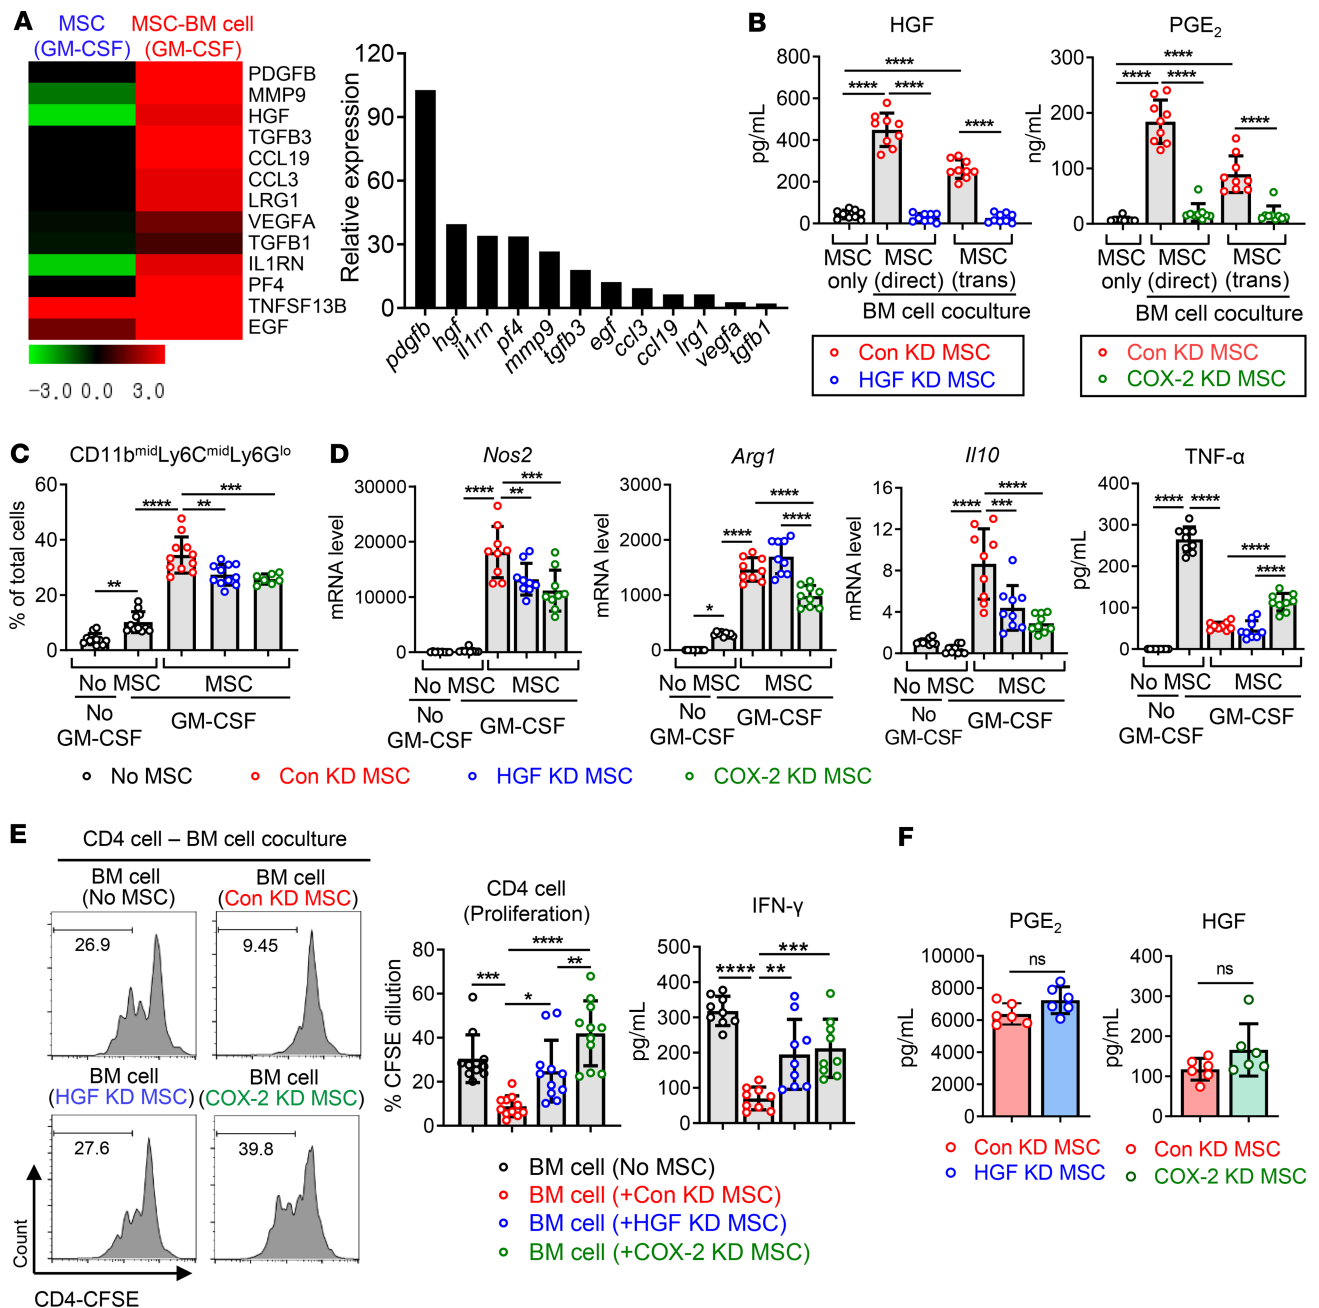 A
MSC
(GM-CSF)
MSC-BM cell
(GM-CSF)
PDGFB
MMP9
HGF
TGFB3
CCL19
CCL3
LRG1
VEGFA
TGFB1
IL1RN
PF4
TNFSF13B
EGF
−3.0 0.0 3.0
Relative expression
120
90
60
30
0
pdgfb
hgf
il1rn
pf4
mmp9
tgfb3
egf
ccl3
ccl19
lrg1
vegfa
tgfb1
B
HGF
pg/mL
800
600
400
200
0
****
**** ****
****
MSC only
MSC (direct)
MSC (trans)
BM cell coculture
Con KD MSC
HGF KD MSC
PGE2
ng/mL
300
200
100
0
****
**** ****
****
MSC only
MSC (direct)
MSC (trans)
BM cell coculture
Con KD MSC
COX-2 KD MSC
C
CD11bmidLy6CmidLy6Glo
% of total cells
60
40
20
0
**
****
**
***
No MSC
MSC
No GM-CSF
GM-CSF
D
Nos2
mRNA level
30000
20000
10000
0
****
**
***
No MSC
MSC
No GM-CSF
GM-CSF
Arg1
mRNA level
3000
2000
1000
0
*
****
****
****
No MSC
MSC
No GM-CSF
GM-CSF
Il10
mRNA level
16
12
8
4
0
****
***
****
No MSC
MSC
No GM-CSF
GM-CSF
TNF-α
pg/mL
400
300
200
100
0
**** ****
****
****
No MSC
MSC
No GM-CSF
GM-CSF
No MSC
Con KD MSC
HGF KD MSC
COX-2 KD MSC
E
CD4 cell – BM cell coculture
BM cell
(No MSC)
26.9
BM cell
(Con KD MSC)
9.45
BM cell
(HGF KD MSC)
27.6
BM cell
(COX-2 KD MSC)
39.8
Count
CD4-CFSE
CD4 cell
(Proliferation)
% CFSE dilution
80
60
40
20
0
***
*
**
****
IFN-γ
pg/mL
500
400
300
200
100
0
****
**
***
BM cell (No MSC)
BM cell (+Con KD MSC)
BM cell (+HGF KD MSC)
BM cell (+COX-2 KD MSC)
F
PGE2
pg/mL
10000
8000
6000
4000
2000
0
ns
Con KD MSC
HGF KD MSC
HGF
pg/mL
400
300
200
100
0
ns
Con KD MSC
COX-2 KD MSC